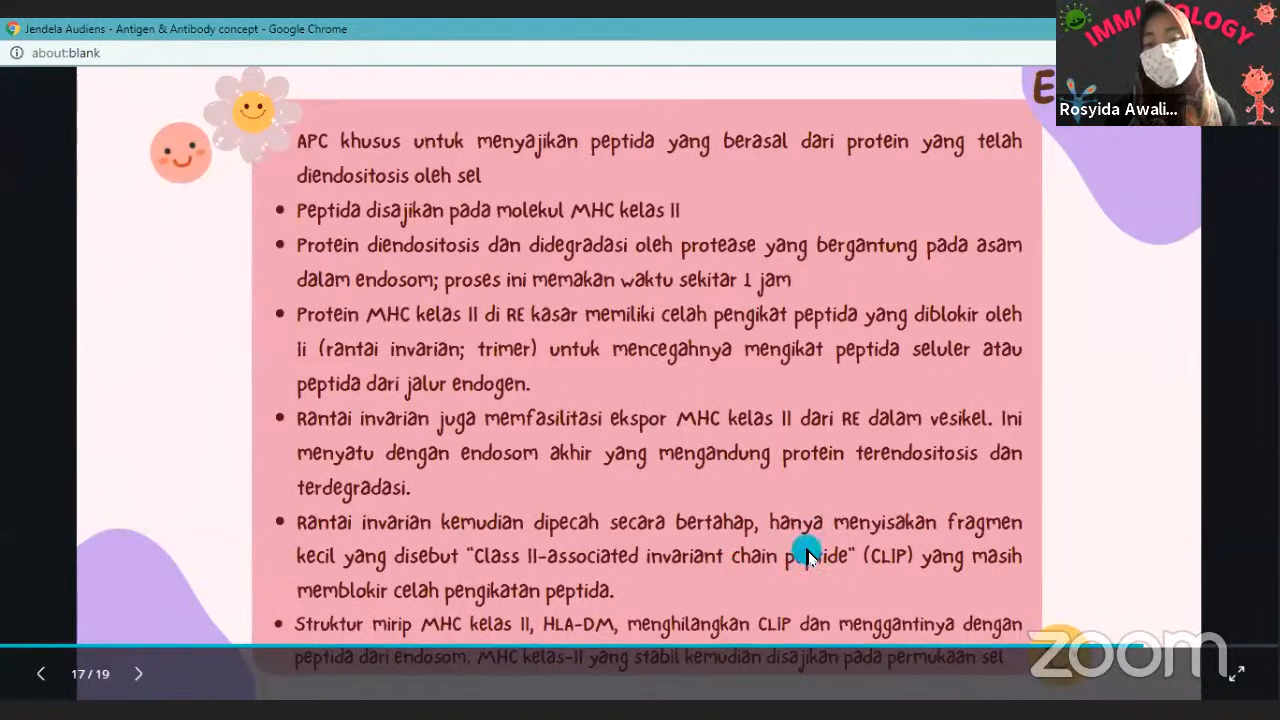 Jendela Audiens - Antigen & Antibody concept - Google Chrome
about:blank
IMMUNOLOGY
Rosyida Awali...
E
APC khusus untuk menyajikan peptida yang berasal dari protein yang telah
diendositosis oleh sel
• Peptida disajikan pada molekul MHC kelas II
• Protein diendositosis dan didegradasi oleh protease yang bergantung pada asam
dalam endosom; proses ini memakan waktu sekitar 1 jam
• Protein MHC kelas II di RE kasar memiliki celah pengikat peptida yang diblokir oleh
Ii (rantai invarian; trimer) untuk mencegahnya mengikat peptida seluler atau
peptida dari jalur endogen.
• Rantai invarian juga memfasilitasi ekspor MHC kelas II dari RE dalam vesikel. Ini
menyatu dengan endosom akhir yang mengandung protein terendositosis dan
terdegradasi.
• Rantai invarian kemudian dipecah secara bertahap, hanya menyisakan fragmen
kecil yang disebut "Class II-associated invariant chain peptide" (CLIP) yang masih
memblokir celah pengikatan peptida.
• Struktur mirip MHC kelas II, HLA-DM, menghilangkan CLIP dan menggantinya dengan
peptida dari endosom. MHC kelas-II yang stabil kemudian disajikan pada permukaan sel
17/19
zoom